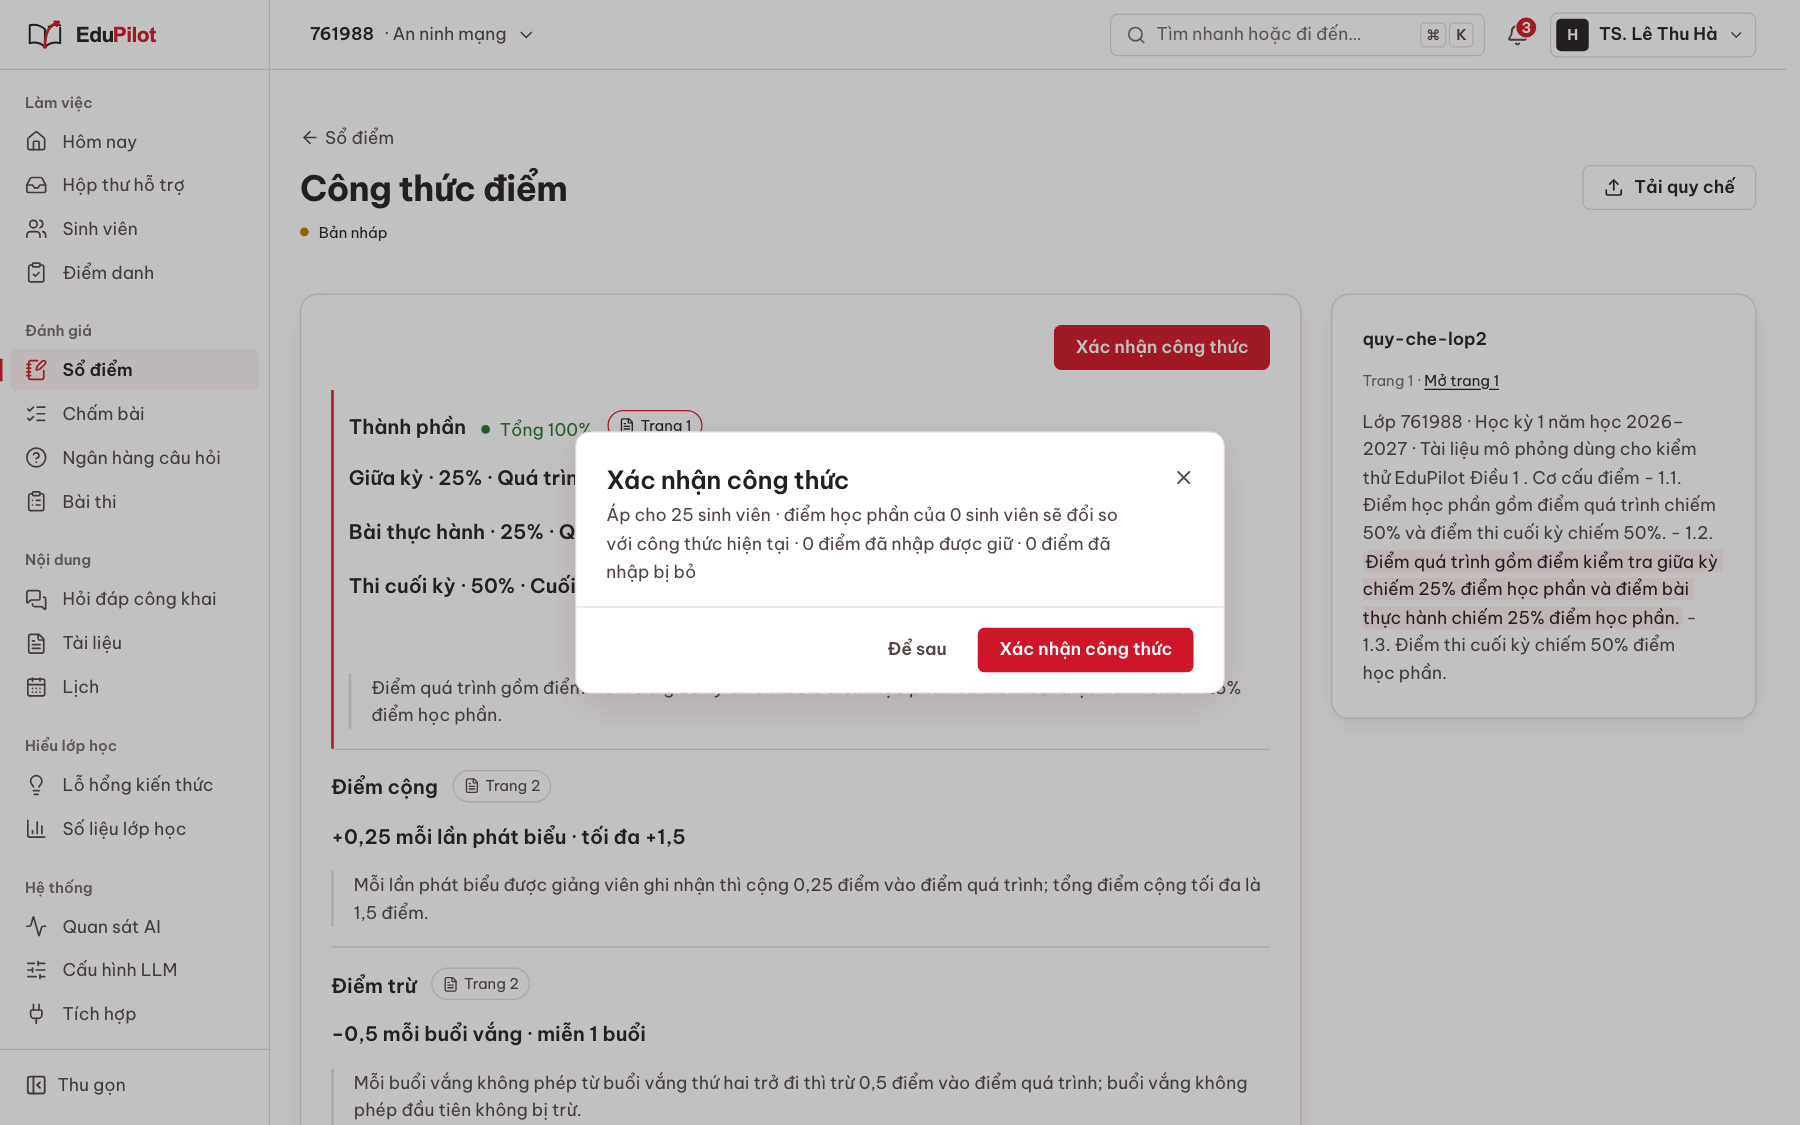 EduPilot
761988 · An ninh mạng
Tìm nhanh hoặc đi đến...
⌘ K
3
H
TS. Lê Thu Hà
Làm việc
Hôm nay
Hộp thư hỗ trợ
Sinh viên
Điểm danh
Đánh giá
Sổ điểm
Chấm bài
Ngân hàng câu hỏi
Bài thi
Nội dung
Hỏi đáp công khai
Tài liệu
Lịch
Hiểu lớp học
Lỗ hổng kiến thức
Số liệu lớp học
Hệ thống
Quan sát AI
Cấu hình LLM
Tích hợp
Thu gọn
← Sổ điểm
Công thức điểm
Bản nháp
Tải quy chế
Xác nhận công thức
Thành phần
Tổng 100%
Trang 1
Giữa kỳ · 25% · Quá
Bài thực hành · 25% ·
Thi cuối kỳ · 50% ·
Điểm quá trình gồm
điểm học phần.
Điểm cộng
Trang 2
+0,25 mỗi lần phát biểu · tối đa +1,5
Mỗi lần phát biểu được giảng viên ghi nhận thì cộng 0,25 điểm vào điểm quá trình; tổng điểm cộng tối đa là
1,5 điểm.
Điểm trừ
Trang 2
−0,5 mỗi buổi vắng · miễn 1 buổi
Mỗi buổi vắng không phép từ buổi vắng thứ hai trở đi thì trừ 0,5 điểm vào điểm quá trình; buổi vắng không
phép đầu tiên không bị trừ.
Xác nhận công thức
Áp cho 25 sinh viên · điểm học phần của 0 sinh viên sẽ đổi so
với công thức hiện tại · 0 điểm đã nhập được giữ · 0 điểm đã
nhập bị bỏ
Để sau
Xác nhận công thức
quy-che-lop2
Trang 1 · Mở trang 1
Lớp 761988 · Học kỳ 1 năm học 2026–
2027 · Tài liệu mô phỏng dùng cho kiểm
thử EduPilot Điều 1 . Cơ cấu điểm - 1.1.
Điểm học phần gồm điểm quá trình chiếm
50% và điểm thi cuối kỳ chiếm 50%. - 1.2.
Điểm quá trình gồm điểm kiểm tra giữa kỳ
chiếm 25% điểm học phần và điểm bài
thực hành chiếm 25% điểm học phần. -
1.3. Điểm thi cuối kỳ chiếm 50% điểm
học phần.